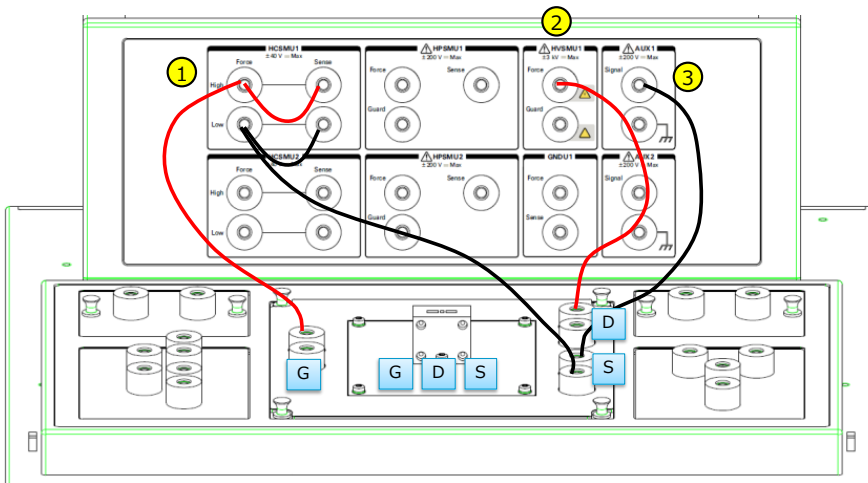 2
1
3
HCSMU1
±40 V ⎓ Max
Force
Sense
High
Low
HPSMU1
±200 V ⎓ Max
Force
Sense
Guard
HVSMU1
±3 kV ⎓ Max
Force
Guard
AUX1
±200 V ⎓ Max
Signal
HCSMU2
Max
Force
Sense
High
Low
HPSMU2
±200 V ⎓ Max
Force
Sense
Guard
GNDU1
Force
Sense
AUX2
±200 V ⎓ Max
Signal
D
G
G
D
S
S